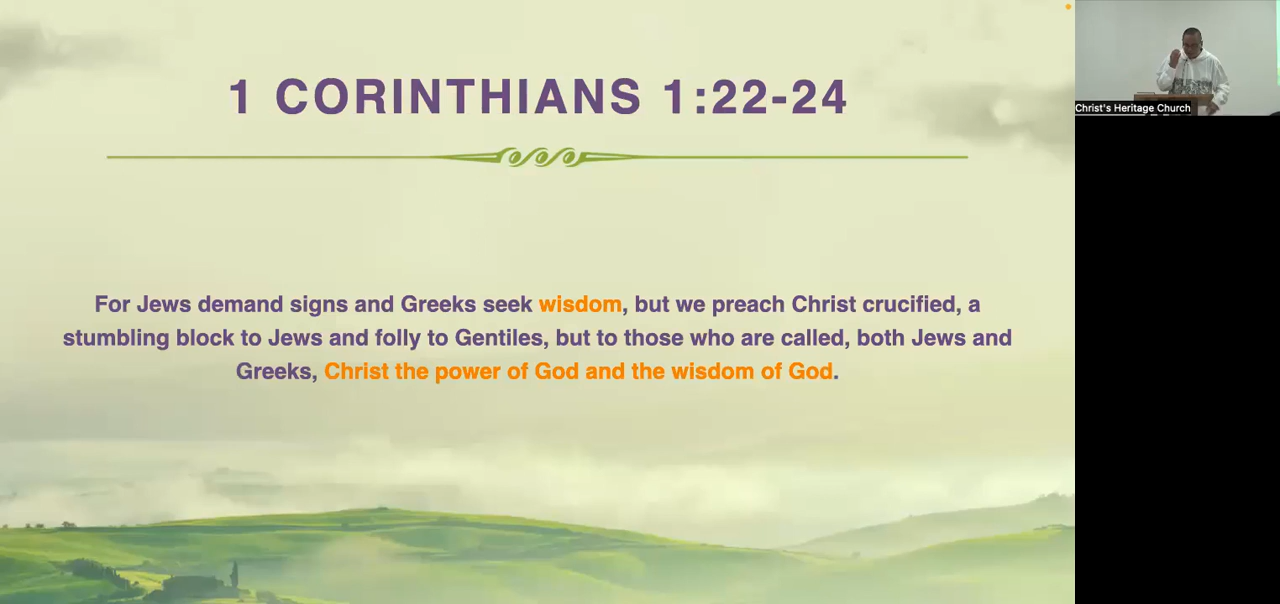 1 CORINTHIANS 1:22-24
For Jews demand signs and Greeks seek wisdom, but we preach Christ crucified, a
stumbling block to Jews and folly to Gentiles, but to those who are called, both Jews and
Greeks, Christ the power of God and the wisdom of God.
Christ's Heritage Church